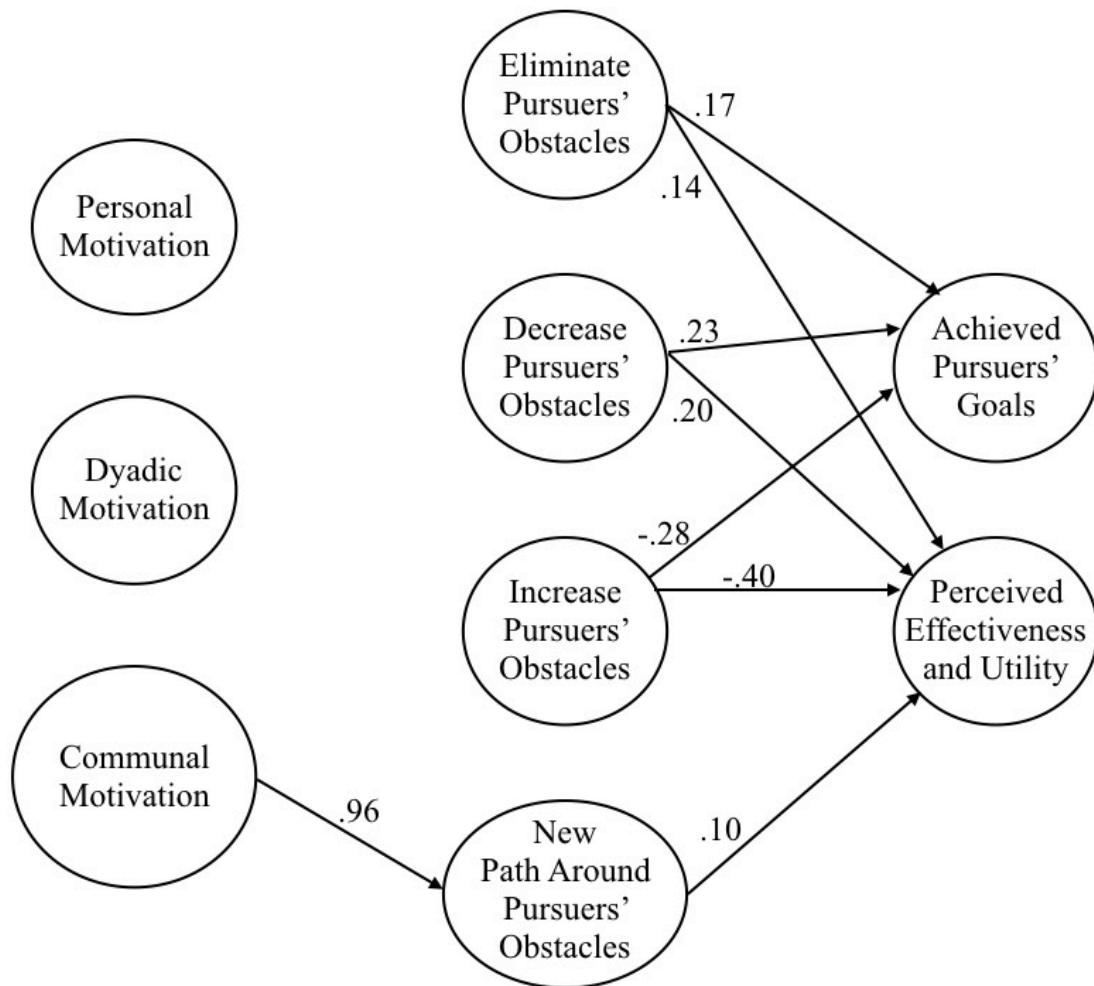 Eliminate
Pursuers’
Obstacles
.17
.14
Personal
Motivation
Decrease
Pursuers’
Obstacles
.23
.20
Achieved
Pursuers’
Goals
Dyadic
Motivation
-.28
-.40
Increase
Pursuers’
Obstacles
Perceived
Effectiveness
and Utility
Communal
Motivation
.96
New
Path Around
Pursuers’
Obstacles
.10